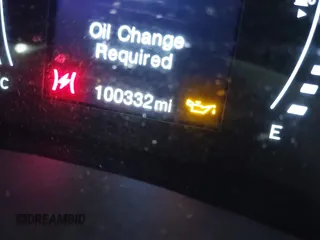 Oil Change
Required
100332mi
C
E
DREAMIND